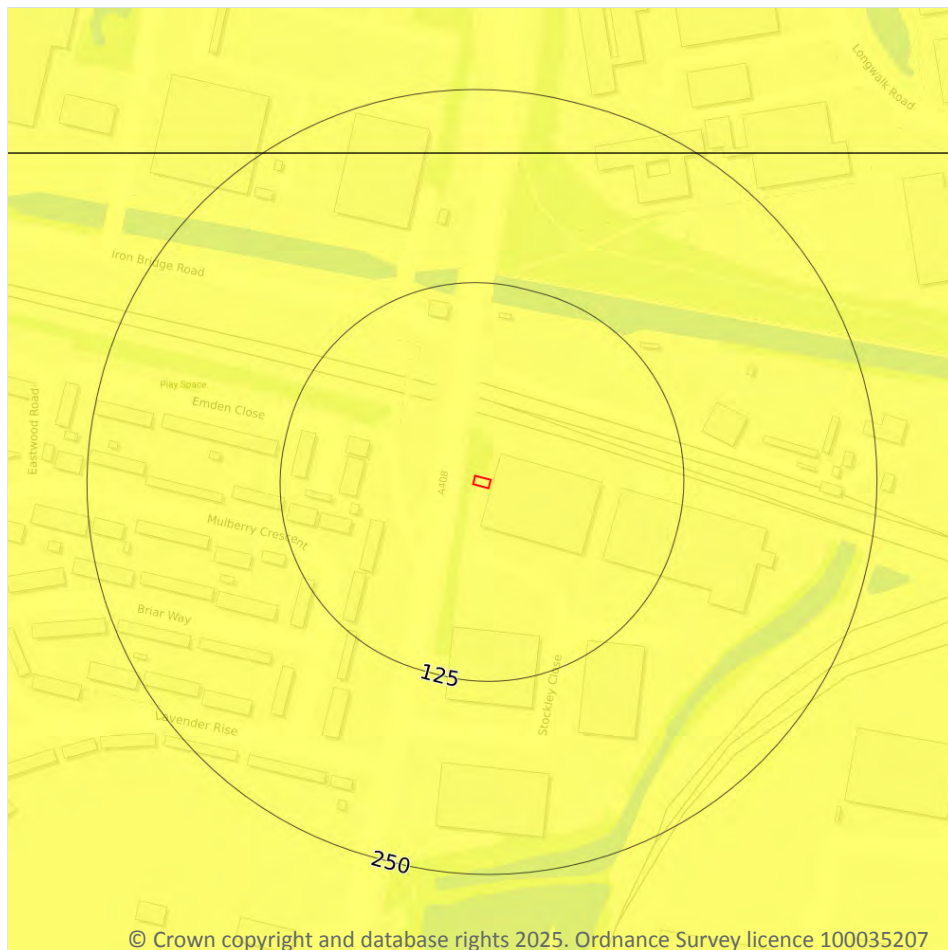 Longwalk Road
Iron Bridge Road
Play Space
Emden Close
Eastwood Road
A408
Mulberry Crescent
Briar Way
125
Stockley Close
Lavender Rise
250
© Crown copyright and database rights 2025. Ordnance Survey licence 100035207